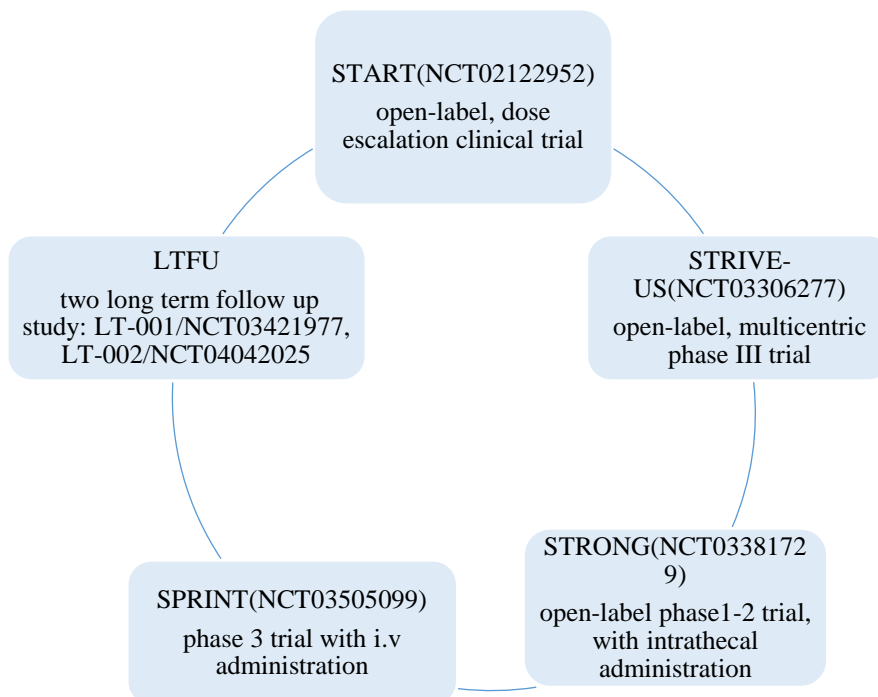 START(NCT02122952)
open-label, dose
escalation clinical trial
STRIVE-
US(NCT03306277)
open-label, multicentric
phase III trial
STRONG(NCT0338172
9)
open-label phase1-2 trial,
with intrathecal
administration
SPRINT(NCT03505099)
phase 3 trial with i.v
administration
LTFU
two long term follow up
study: LT-001/NCT03421977,
LT-002/NCT04042025